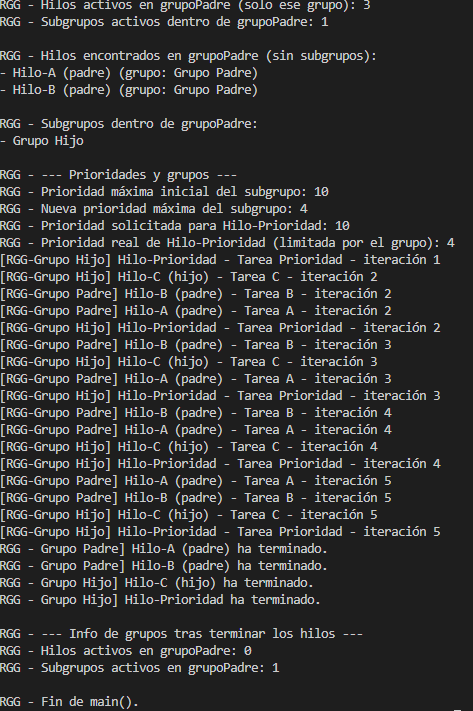 RGG - Hilos activos en grupoPadre (solo ese grupo): 3
RGG - Subgrupos activos dentro de grupoPadre: 1
RGG - Hilos encontrados en grupoPadre (sin subgrupos):
- Hilo-A (padre) (grupo: Grupo Padre)
- Hilo-B (padre) (grupo: Grupo Padre)
RGG - Subgrupos dentro de grupoPadre:
- Grupo Hijo
RGG - --- Prioridades y grupos ---
RGG - Prioridad máxima inicial del subgrupo: 10
RGG - Nueva prioridad máxima del subgrupo: 4
RGG - Prioridad solicitada para Hilo-Prioridad: 10
RGG - Prioridad real de Hilo-Prioridad (limitada por el grupo): 4
[RGG-Grupo Hijo] Hilo-Prioridad - Tarea Prioridad - iteración 1
[RGG-Grupo Hijo] Hilo-C (hijo) - Tarea C - iteración 2
[RGG-Grupo Padre] Hilo-B (padre) - Tarea B - iteración 2
[RGG-Grupo Padre] Hilo-A (padre) - Tarea A - iteración 2
[RGG-Grupo Hijo] Hilo-Prioridad - Tarea Prioridad - iteración 2
[RGG-Grupo Padre] Hilo-B (padre) - Tarea B - iteración 3
[RGG-Grupo Hijo] Hilo-C (hijo) - Tarea C - iteración 3
[RGG-Grupo Padre] Hilo-A (padre) - Tarea A - iteración 3
[RGG-Grupo Hijo] Hilo-Prioridad - Tarea Prioridad - iteración 3
[RGG-Grupo Padre] Hilo-B (padre) - Tarea B - iteración 4
[RGG-Grupo Padre] Hilo-A (padre) - Tarea A - iteración 4
[RGG-Grupo Hijo] Hilo-C (hijo) - Tarea C - iteración 4
[RGG-Grupo Hijo] Hilo-Prioridad - Tarea Prioridad - iteración 4
[RGG-Grupo Padre] Hilo-A (padre) - Tarea A - iteración 5
[RGG-Grupo Padre] Hilo-B (padre) - Tarea B - iteración 5
[RGG-Grupo Hijo] Hilo-C (hijo) - Tarea C - iteración 5
[RGG-Grupo Hijo] Hilo-Prioridad - Tarea Prioridad - iteración 5
RGG - Grupo Padre] Hilo-A (padre) ha terminado.
RGG - Grupo Padre] Hilo-B (padre) ha terminado.
RGG - Grupo Hijo] Hilo-C (hijo) ha terminado.
RGG - Grupo Hijo] Hilo-Prioridad ha terminado.
RGG - --- Info de grupos tras terminar los hilos ---
RGG - Hilos activos en grupoPadre: 0
RGG - Subgrupos activos en grupoPadre: 1
RGG - Fin de main().